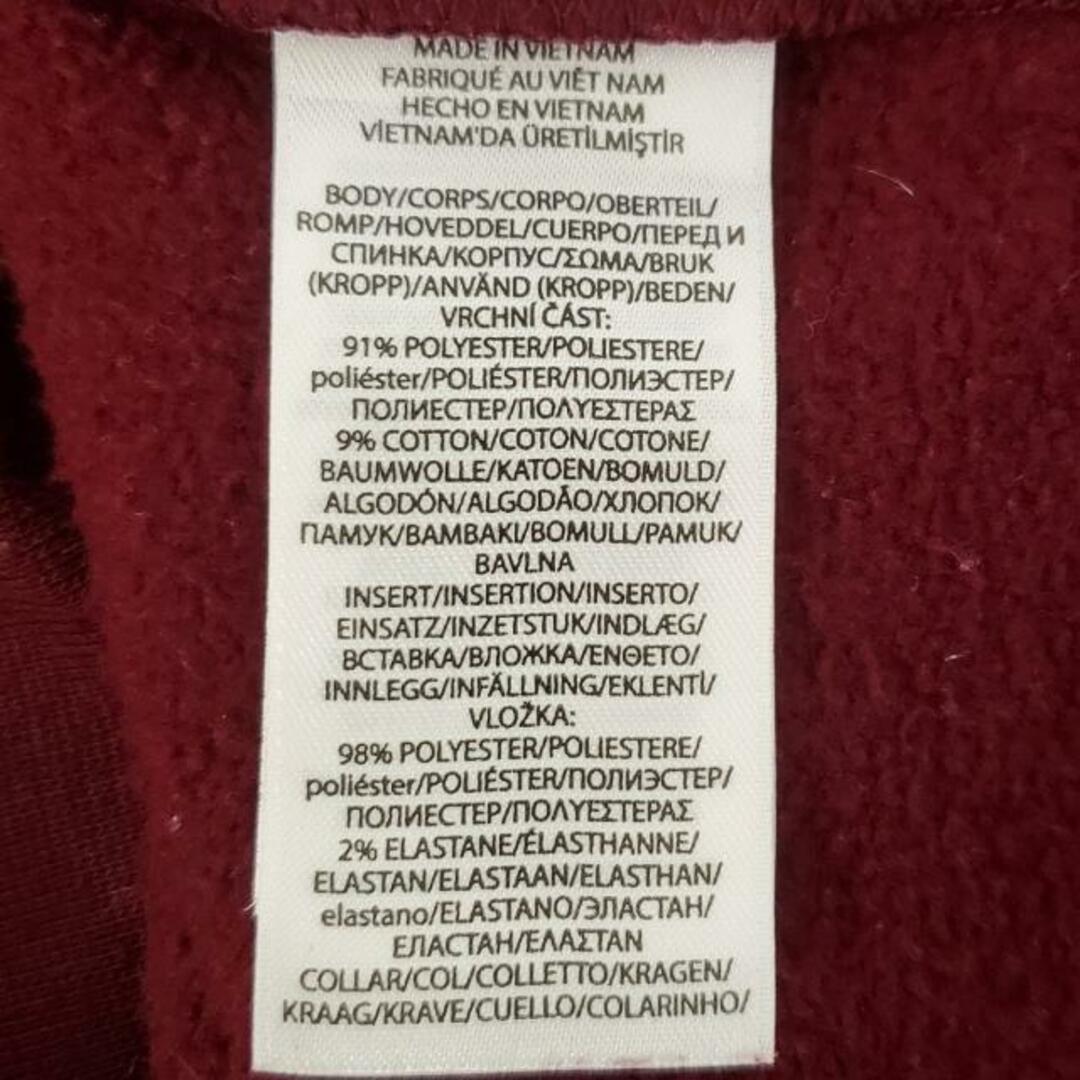 MADE IN VIETNAM
FABRIQUÉ AU VIÊT NAM
HECHO EN VIETNAM
VİETNAM'DA ÜRETİLMİŞTİR
BODY/CORPS/CORPO/OBERTEIL/
ROMP/HOVEDDEL/CUERPO/ПЕРЕД И
СПИНКА/КОРПУС/ΣΩΜΑ/BRUK
(KROPP)/ANVÄND (KROPP)/BEDEN/
VRCHNÍ ČÁST:
91% POLYESTER/POLIESTERE/
poliéster/POLIÉSTER/ПОЛИЭСТЕР/
ПОЛИЕСТЕР/ΠΟΛΥΕΣΤΕΡΑΣ
9% COTTON/COTON/COTONE/
BAUMWOLLE/KATOEN/BOMULD/
ALGODÓN/ALGODÃO/ХЛОПОК/
ПАМУК/BAMBAKI/BOMULL/PAMUK/
BAVLNA
INSERT/INSERTION/INSERTO/
EINSATZ/INZETSTUK/INDLÆG/
ВСТАВКА/ВЛОЖКА/ΕΝΘΕΤΟ/
INNLEGG/INFÄLLNING/EKLENTİ/
VLOŽKA:
98% POLYESTER/POLIESTERE/
poliéster/POLIÉSTER/ПОЛИЭСТЕР/
ПОЛИЕСТЕР/ΠΟΛΥΕΣΤΕΡΑΣ
2% ELASTANE/ÉLASTHANNE/
ELASTAN/ELASTAAN/ELASTHAN/
elastano/ELASTANO/ЭЛАСТАН/
ЕЛАСТАН/ΕΛΑΣΤΑΝ
COLLAR/COL/COLLETTO/KRAGEN/
KRAAG/KRAVE/CUELLO/COLARINHO/